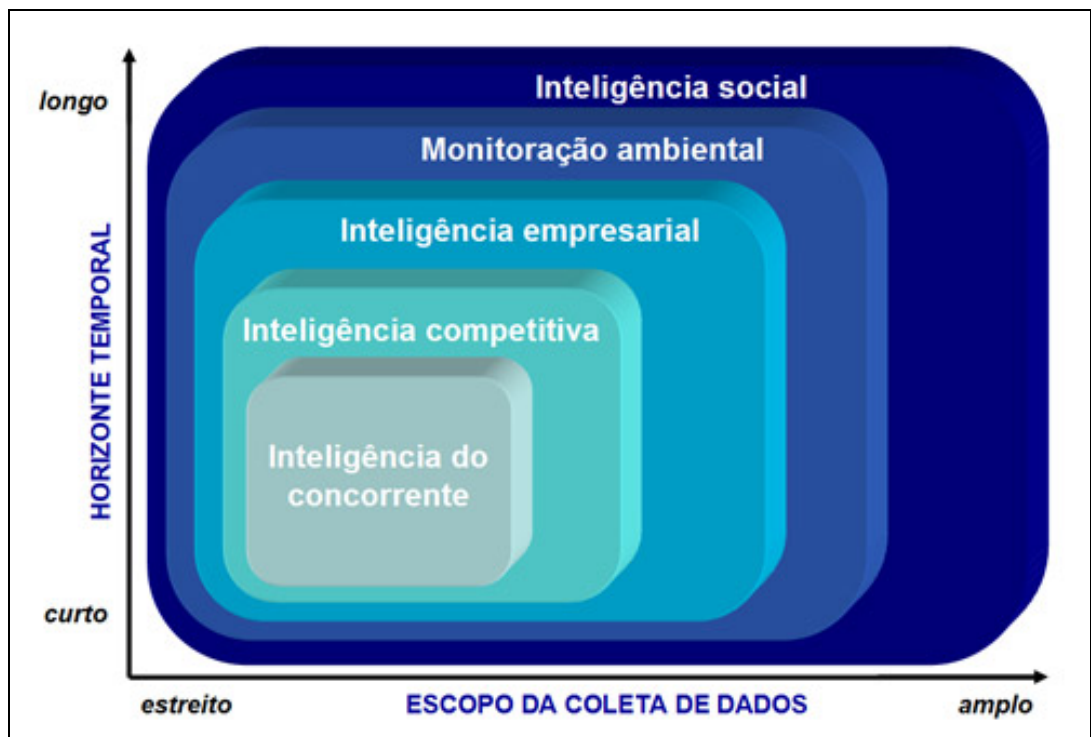 longo
Inteligência social
Monitoração ambiental
Inteligência empresarial
Inteligência competitiva
Inteligência do
concorrente
HORIZONTE TEMPORAL
curto
estreito
ESCOPO DA COLETA DE DADOS
amplo